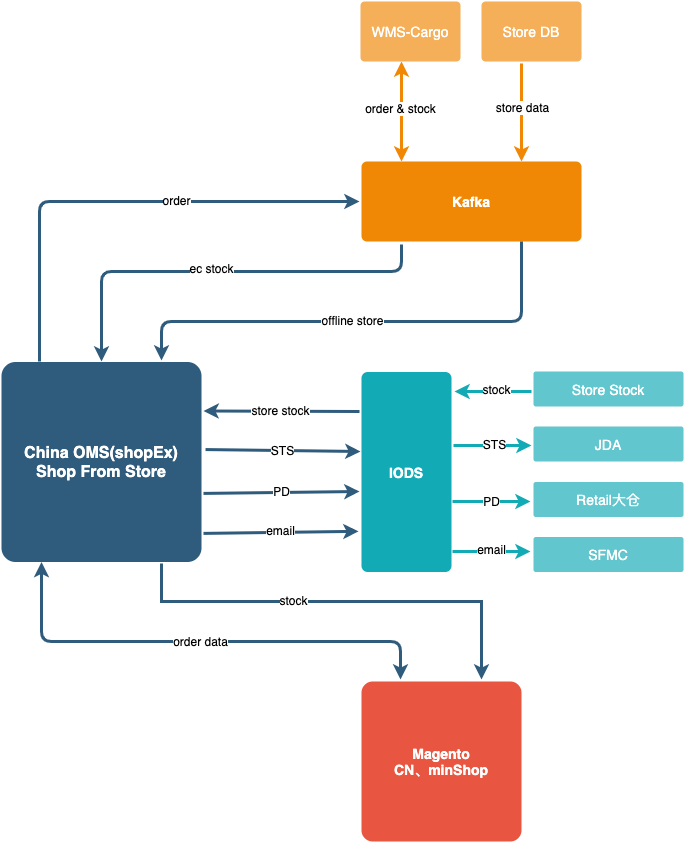 WMS-Cargo
Store DB
order & stock
store data
Kafka
order
ec stock
offline store
China OMS(shopEx)
Shop From Store
store stock
STS
PD
email
IODS
stock
STS
PD
email
Store Stock
JDA
Retail大仓
SFMC
stock
order data
Magento
CN、minShop